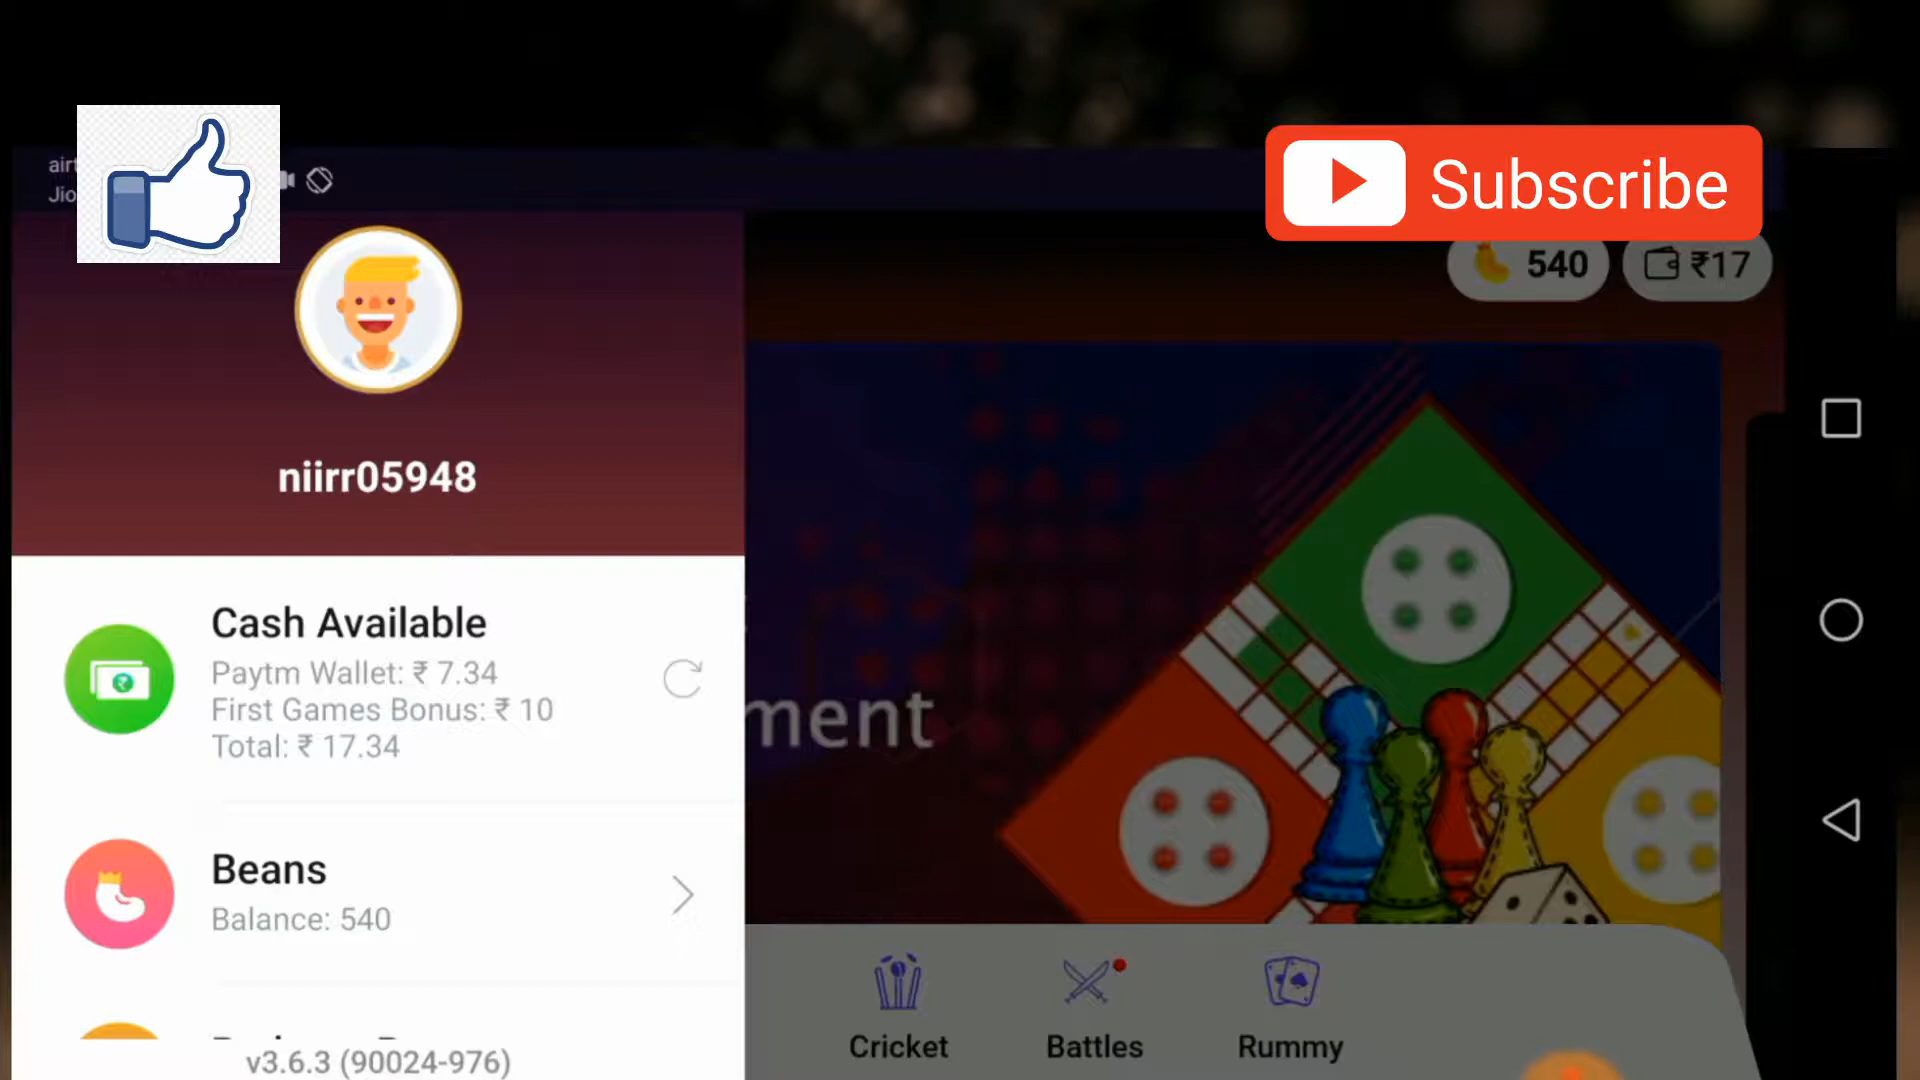 Subscribe
540
₹17
niirr05948
Cash Available
Paytm Wallet: ₹ 7.34
First Games Bonus: ₹ 10
Total: ₹ 17.34
Beans
Balance: 540
v3.6.3 (90024-976)
Cricket
Battles
Rummy